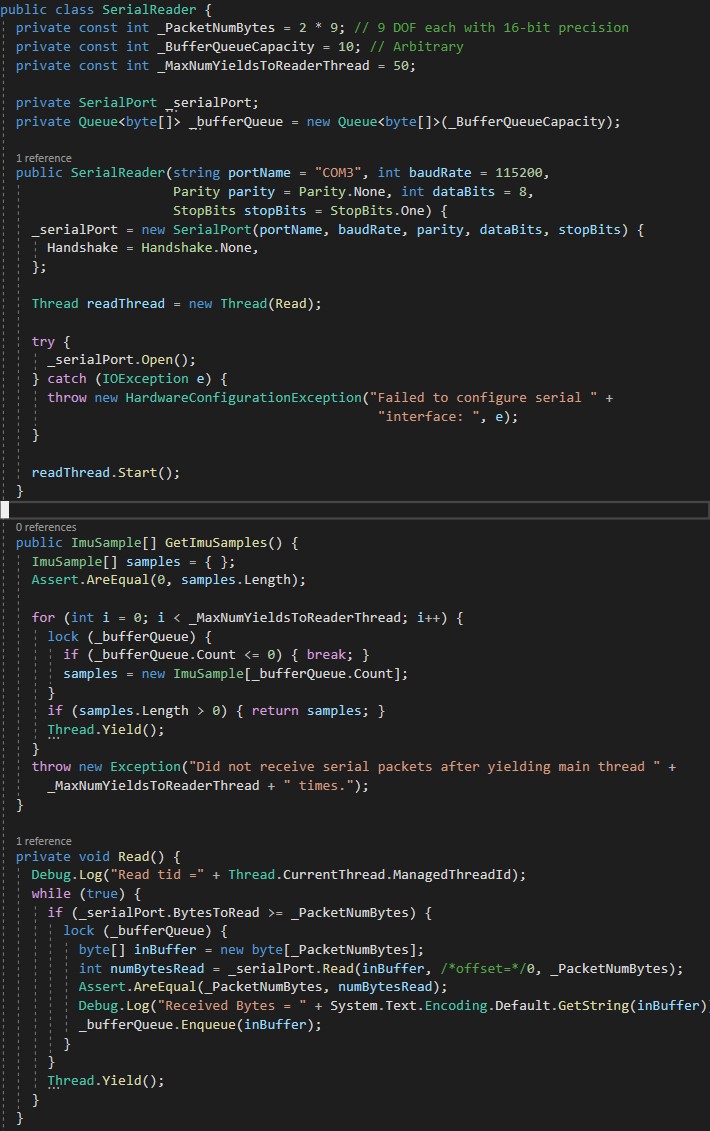 public class SerialReader {
private const int _PacketNumBytes = 2 * 9; // 9 DOF each with 16-bit precision
private const int _BufferQueueCapacity = 10; // Arbitrary
private const int _MaxNumYieldsToReaderThread = 50;
private SerialPort _serialPort;
private Queue<byte[]> _bufferQueue = new Queue<byte[]>(_BufferQueueCapacity);
1 reference
public SerialReader(string portName = "COM3", int baudRate = 115200,
Parity parity = Parity.None, int dataBits = 8,
StopBits stopBits = StopBits.One) {
_serialPort = new SerialPort(portName, baudRate, parity, dataBits, stopBits) {
Handshake = Handshake.None,
};
Thread readThread = new Thread(Read);
try {
_serialPort.Open();
} catch (IOException e) {
throw new HardwareConfigurationException("Failed to configure serial " +
"interface: ", e);
}
readThread.Start();
}
0 references
public ImuSample[] GetImuSamples() {
ImuSample[] samples = { };
Assert.AreEqual(0, samples.Length);
for (int i = 0; i < _MaxNumYieldsToReaderThread; i++) {
lock (_bufferQueue) {
if (_bufferQueue.Count <= 0) { break; }
samples = new ImuSample[_bufferQueue.Count];
}
if (samples.Length > 0) { return samples; }
Thread.Yield();
}
throw new Exception("Did not receive serial packets after yielding main thread " +
_MaxNumYieldsToReaderThread + " times.");
}
1 reference
private void Read() {
Debug.Log("Read tid =" + Thread.CurrentThread.ManagedThreadId);
while (true) {
if (_serialPort.BytesToRead >= _PacketNumBytes) {
lock (_bufferQueue) {
byte[] inBuffer = new byte[_PacketNumBytes];
int numBytesRead = _serialPort.Read(inBuffer, /*offset=*/0, _PacketNumBytes);
Assert.AreEqual(_PacketNumBytes, numBytesRead);
Debug.Log("Received Bytes = " + System.Text.Encoding.Default.GetString(inBuffer)
_bufferQueue.Enqueue(inBuffer);
}
}
Thread.Yield();
}
}